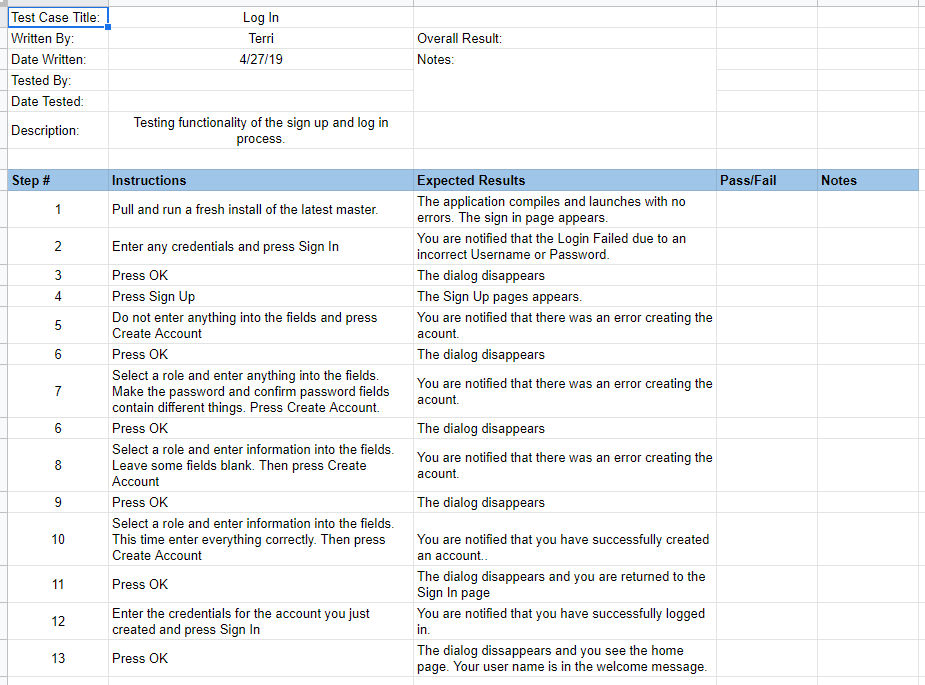 Test Case Title: Log In
Written By: Terri Overall Result:
Date Written: 4/27/19 Notes:
Tested By:
Date Tested:
Description: Testing functionality of the sign up and log in
process.
Step # Instructions Expected Results Pass/Fail Notes
1 Pull and run a fresh install of the latest master. The application compiles and launches with no
errors. The sign in page appears.
2 Enter any credentials and press Sign In You are notified that the Login Failed due to an
incorrect Username or Password.
3 Press OK The dialog disappears
4 Press Sign Up The Sign Up pages appears.
5 Do not enter anything into the fields and press
Create Account
You are notified that there was an error creating the
acount.
6 Press OK The dialog disappears
7 Select a role and enter anything into the fields.
Make the password and confirm password fields
contain different things. Press Create Account.
You are notified that there was an error creating the
acount.
6 Press OK The dialog disappears
8 Select a role and enter information into the fields.
Leave some fields blank. Then press Create
Account
You are notified that there was an error creating the
acount.
9 Press OK The dialog disappears
10 Select a role and enter information into the fields.
This time enter everything correctly. Then press
Create Account
You are notified that you have successfully created
an account..
11 Press OK The dialog disappears and you are returned to the
Sign In page
12 Enter the credentials for the account you just
created and press Sign In
You are notified that you have successfully logged
in.
13 Press OK The dialog dissappears and you see the home
page. Your user name is in the welcome message.